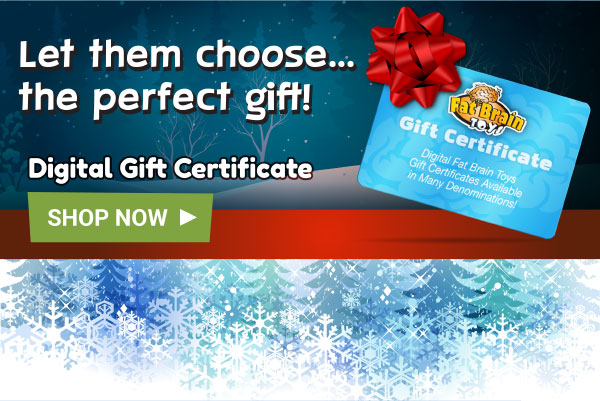 Let them choose...
the perfect gift!
Fat Brain
TOYS
Gift Certificate
Digital Fat Brain Toys
Gift Certificates Available
In Many Denominations!
Digital Gift Certificate
SHOP NOW